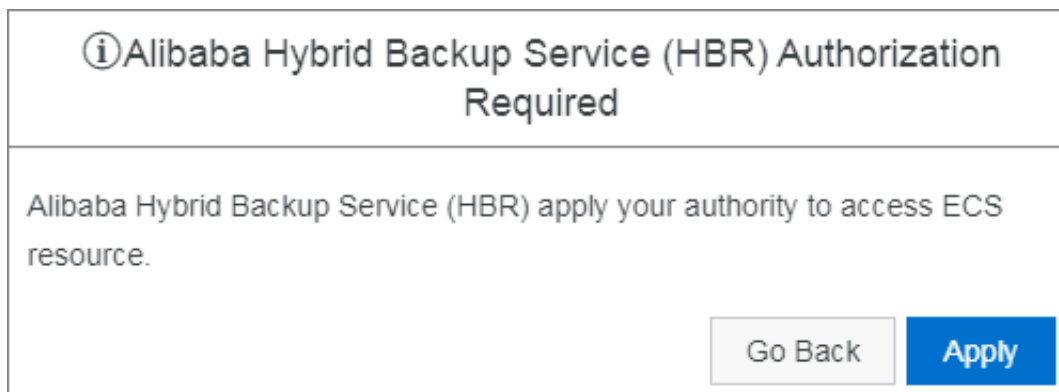 ⓘAlibaba Hybrid Backup Service (HBR) Authorization
Required
Alibaba Hybrid Backup Service (HBR) apply your authority to access ECS
resource.
Go Back
Apply